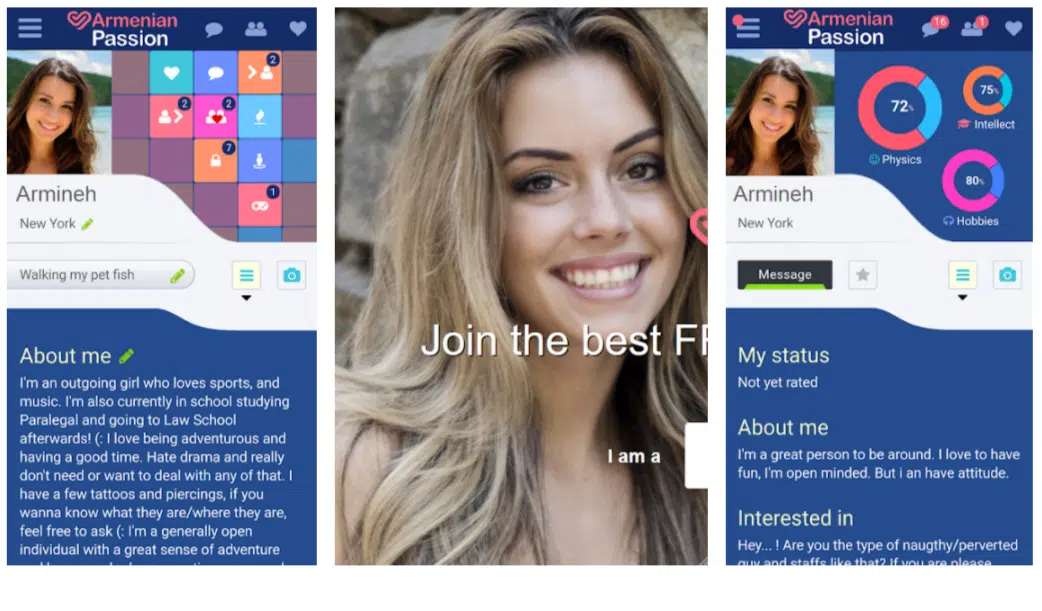 Armenian
Passion
2
2
2
7
1
Armineh
New York
Walking my pet fish
About me
I'm an outgoing girl who loves sports, and
music. I'm also currently in school studying
Paralegal and going to Law School
afterwards! (: I love being adventurous and
having a good time. Hate drama and really
don't need or want to deal with any of that. I
have a few tattoos and piercings, if you
wanna know what they are/where they are,
feel free to ask (: I'm a generally open
individual with a great sense of adventure
Join the best
I am a
Armenian
Passion
16
1
72%
Physics
75%
Intellect
80%
Hobbies
Armineh
New York
Message
My status
Not yet rated
About me
I'm a great person to be around. I love to have
fun, I'm open minded. But i an have attitude.
Interested in
Hey... ! Are you the type of naugthy/perverted
guy and staffs like that? If you are please